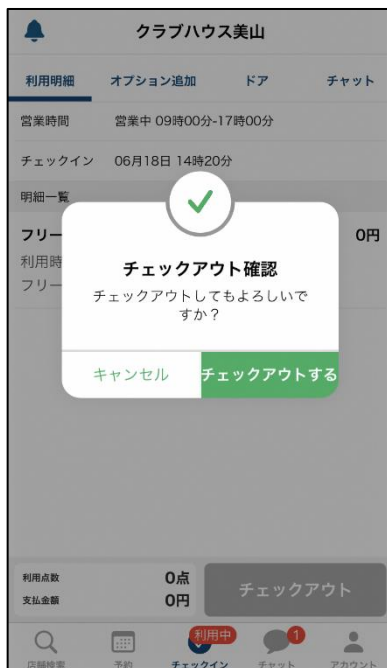 クラブハウス美山
利用明細 オプション追加 ドア チャット
営業時間 営業中 09時00分-17時00分
チェックイン 06月18日 14時20分
明細一覧
フリー 0円
利用時
フリー
チェックアウト確認
チェックアウトしてもよろしいで
すか？
キャンセル チェックアウトする
利用点数 0点
支払金額 0円
チェックアウト
利用中 1
店舗検索 予約 チェックイン チャット アカウント